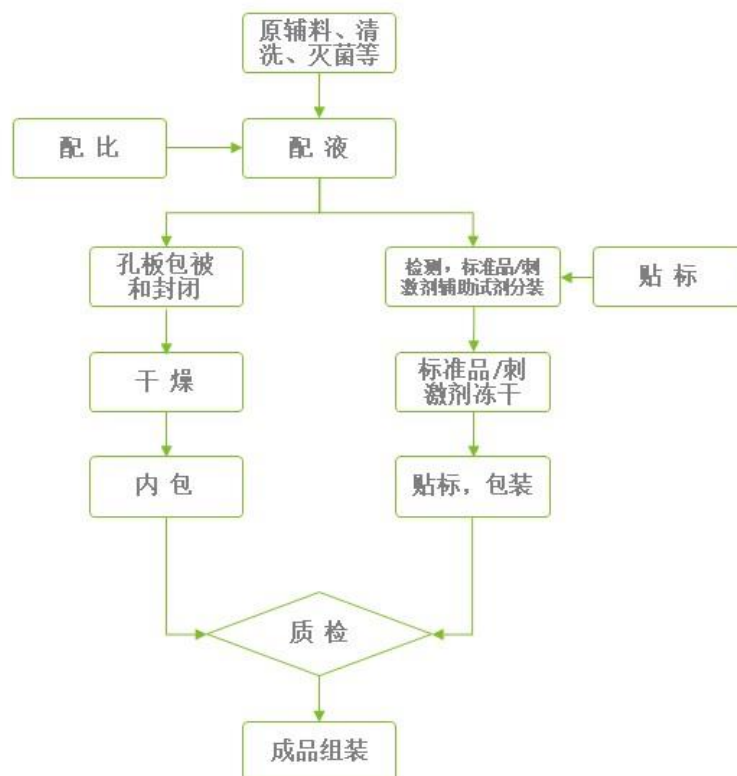 原辅料、清
洗、灭菌等
配 比
配 液
孔板包被
和封闭
检测，标准品/刺
激剂辅助试剂分装
贴 标
干 燥
标准品/刺
激剂冻干
内 包
贴标，包装
质 检
成品组装